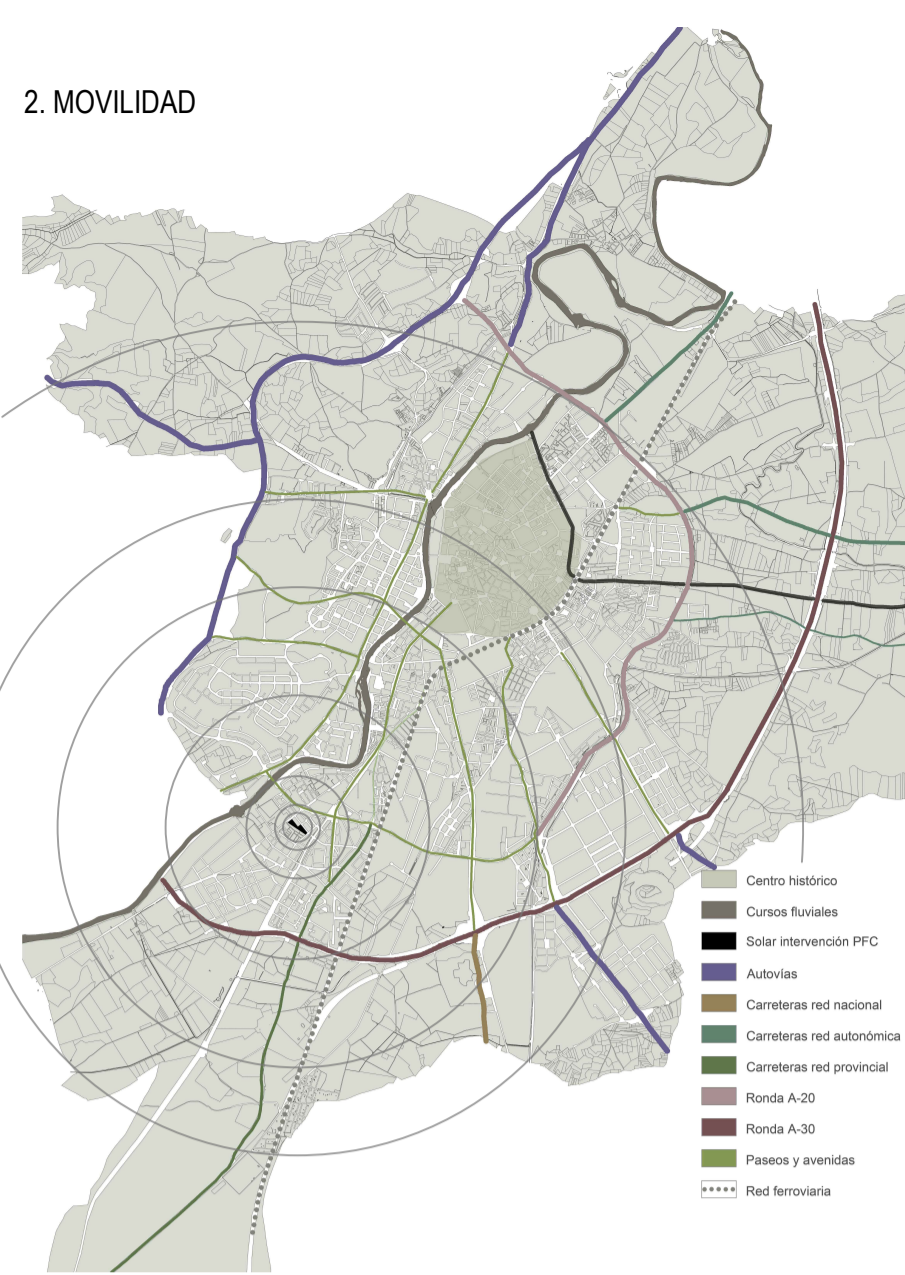 2. MOVILIDAD
Centro histórico
Cursos fluviales
Solar intervención PFC
Autovías
Carreteras red nacional
Carreteras red autonómica
Carreteras red provincial
Ronda A-20
Ronda A-30
Paseos y avenidas
Red ferroviaria